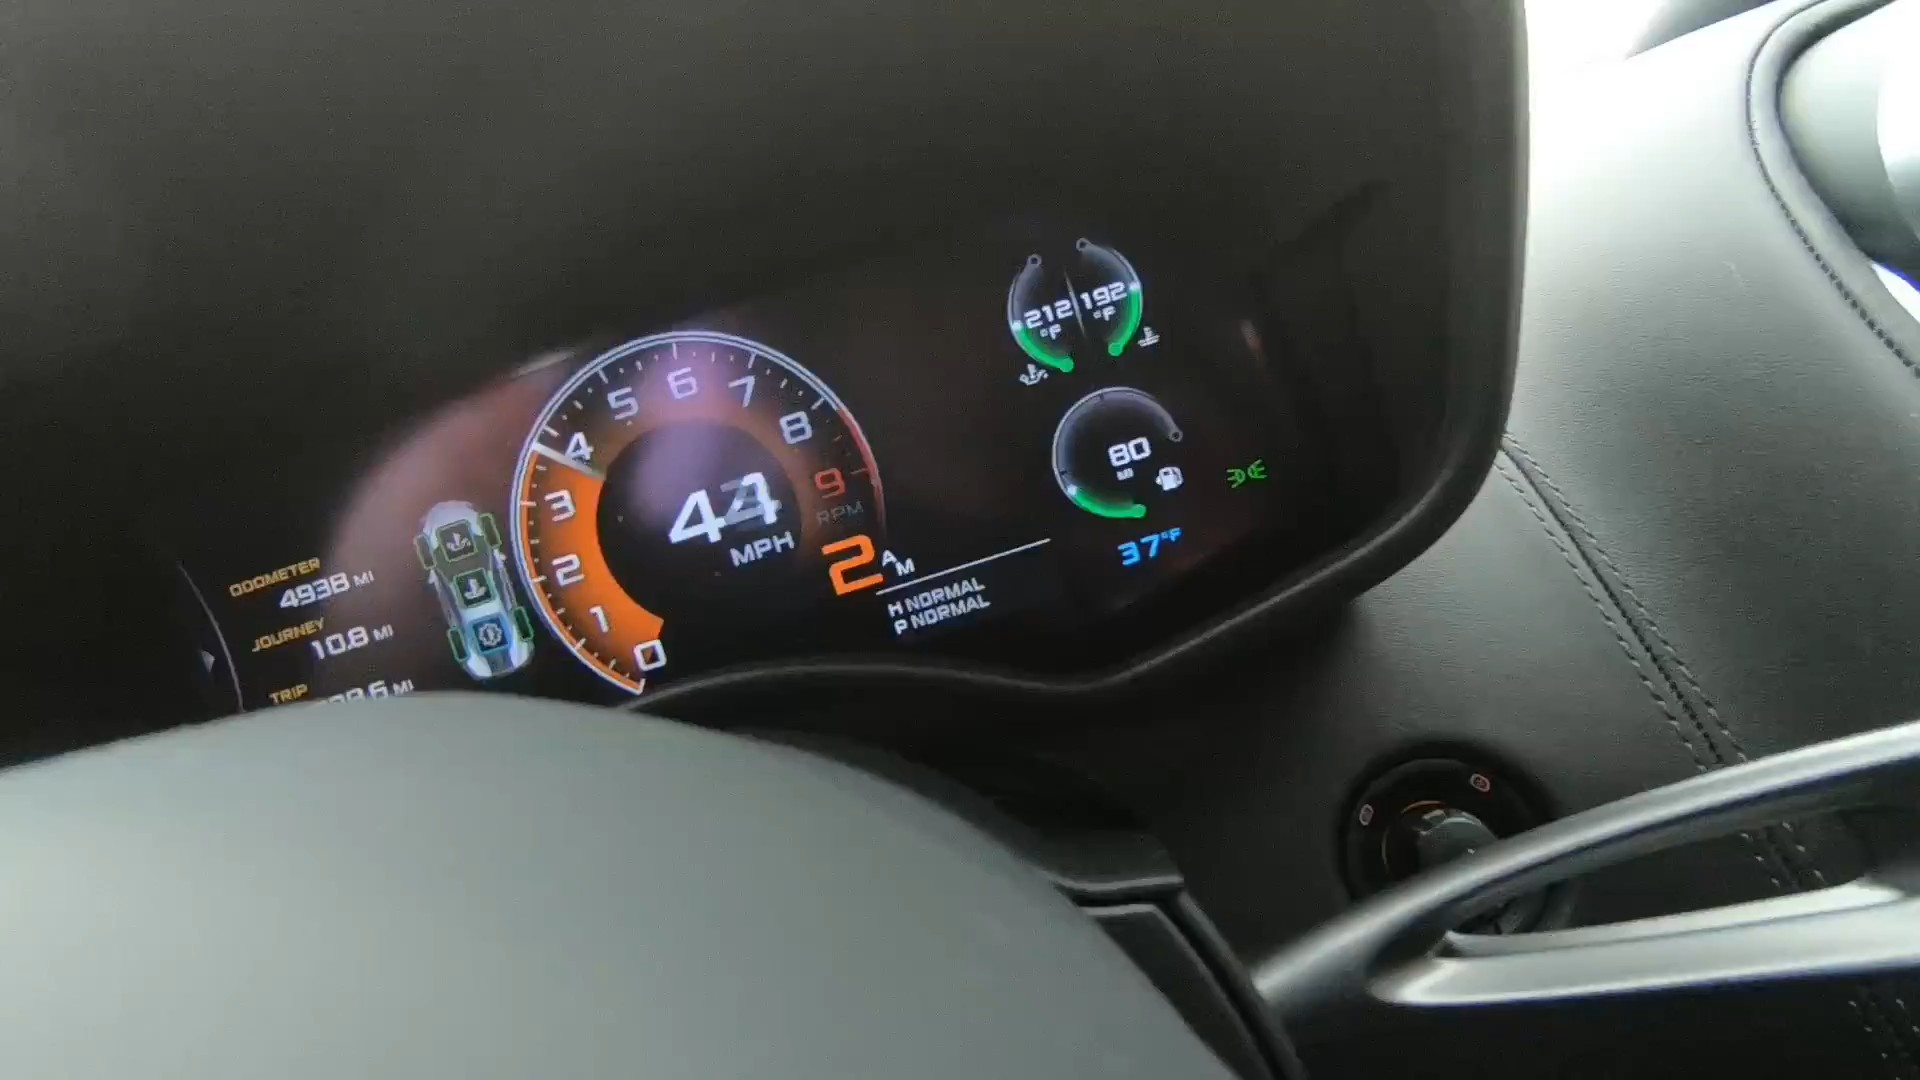 ODOMETER
4938 MI
JOURNEY
10.8 MI
TRIP
MI
0
1
2
3
4
5
6
7
8
9
RPM
MPH
2 A
M
H NORMAL
P NORMAL
212 °F
192 °F
80
MI
37°F